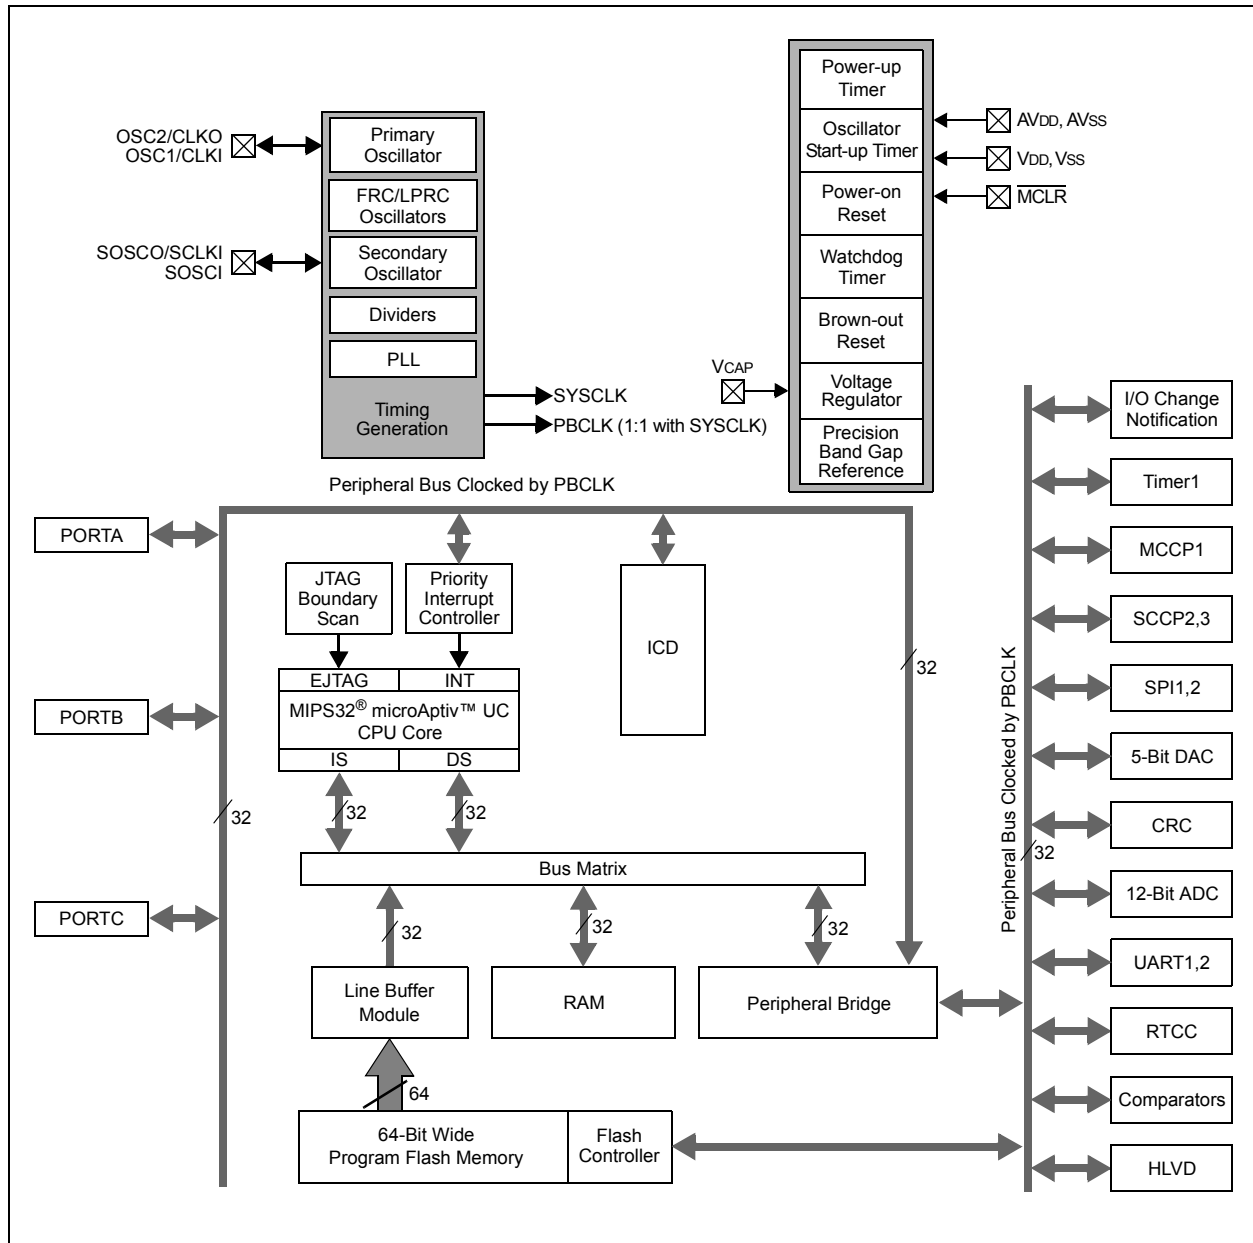 OSC2/CLKO
OSC1/CLKI
SOSCO/SCLKI
SOSCI
Primary
Oscillator
FRC/LPRC
Oscillators
Secondary
Oscillator
Dividers
PLL
Timing
Generation
SYSCLK
PBCLK (1:1 with SYSCLK)
Power-up
Timer
Oscillator
Start-up Timer
Power-on
Reset
Watchdog
Timer
Brown-out
Reset
Voltage
Regulator
Precision
Band Gap
Reference
AVDD, AVSS
VDD, VSS
MCLR
VCAP
Peripheral Bus Clocked by PBCLK
PORTA
PORTB
PORTC
32
JTAG
Boundary
Scan
Priority
Interrupt
Controller
ICD
32
EJTAG
INT
MIPS32® microAptiv™ UC
CPU Core
IS
DS
32
32
Bus Matrix
32
32
32
Line Buffer
Module
RAM
Peripheral Bridge
64
64-Bit Wide
Program Flash Memory
Flash
Controller
Peripheral Bus Clocked by PBCLK
32
I/O Change
Notification
Timer1
MCCP1
SCCP2,3
SPI1,2
5-Bit DAC
CRC
12-Bit ADC
UART1,2
RTCC
Comparators
HLVD